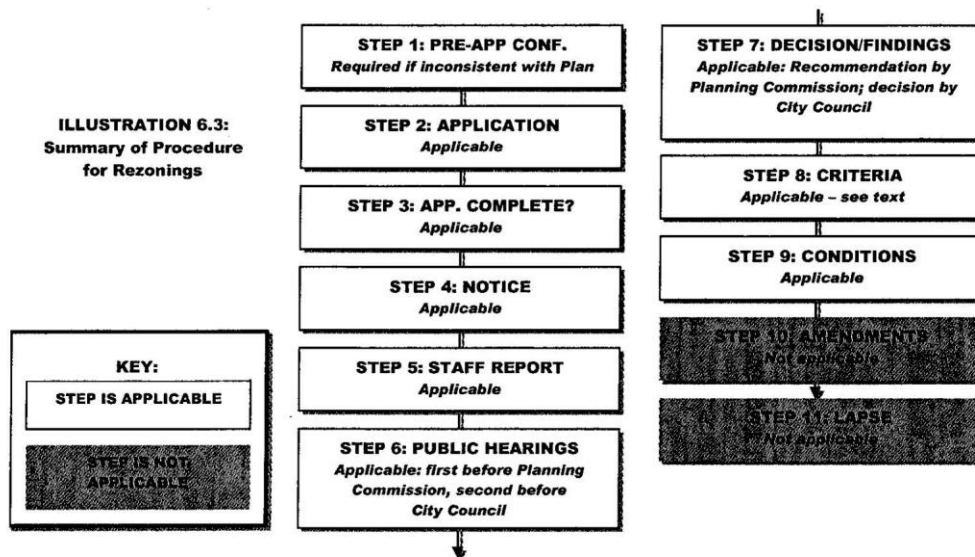 ILLUSTRATION 6.3:
Summary of Procedure
for Rezonings
KEY:
STEP IS APPLICABLE
STEP IS NOT
APPLICABLE
STEP 1: PRE-APP CONF.
Required if inconsistent with Plan
STEP 2: APPLICATION
Applicable
STEP 3: APP. COMPLETE?
Applicable
STEP 4: NOTICE
Applicable
STEP 5: STAFF REPORT
Applicable
STEP 6: PUBLIC HEARINGS
Applicable: first before Planning
Commission, second before
City Council
STEP 7: DECISION/FINDINGS
Applicable: Recommendation by
Planning Commission; decision by
City Council
STEP 8: CRITERIA
Applicable – see text
STEP 9: CONDITIONS
Applicable
STEP 10: AMENDMENTS
Not applicable
STEP 11: LAPSE
Not applicable